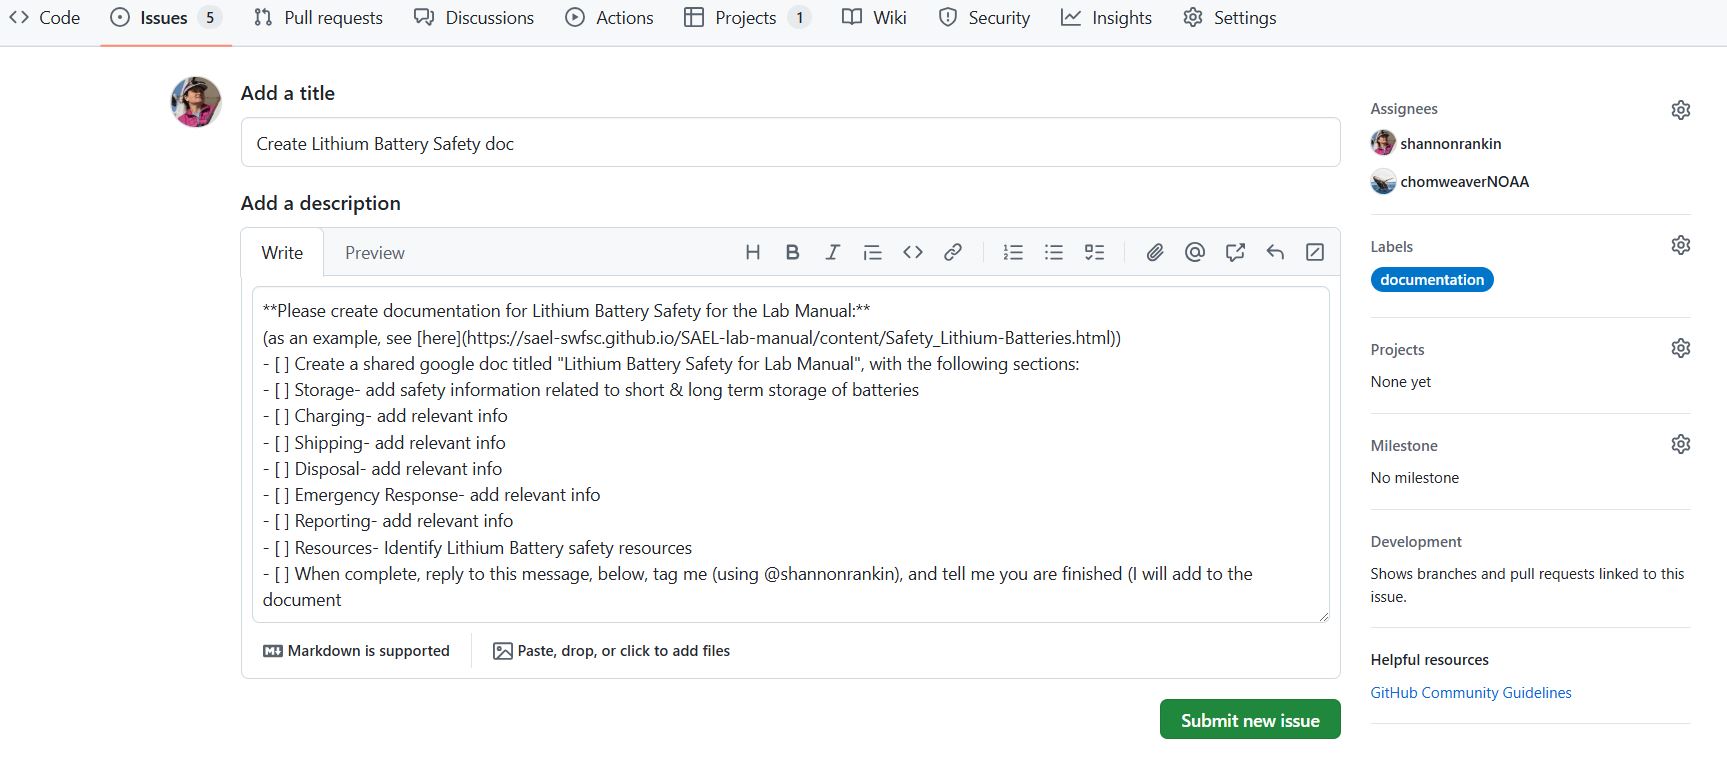 Code Issues 5 Pull requests Discussions Actions Projects 1 Wiki Security Insights Settings
Add a title
Create Lithium Battery Safety doc
Add a description
Write Preview
**Please create documentation for Lithium Battery Safety for the Lab Manual:**
(as an example, see [here](https://sael-swfsc.github.io/SAEL-lab-manual/content/Safety_Lithium-Batteries.html))
- [ ] Create a shared google doc titled "Lithium Battery Safety for Lab Manual", with the following sections:
- [ ] Storage- add safety information related to short & long term storage of batteries
- [ ] Charging- add relevant info
- [ ] Shipping- add relevant info
- [ ] Disposal- add relevant info
- [ ] Emergency Response- add relevant info
- [ ] Reporting- add relevant info
- [ ] Resources- Identify Lithium Battery safety resources
- [ ] When complete, reply to this message, below, tag me (using @shannonrankin), and tell me you are finished (I will add to the
document
Markdown is supported
Paste, drop, or click to add files
Submit new issue
Assignees
shannonrankin
chomweaverNOAA
Labels
documentation
Projects
None yet
Milestone
No milestone
Development
Shows branches and pull requests linked to this
issue.
Helpful resources
GitHub Community Guidelines